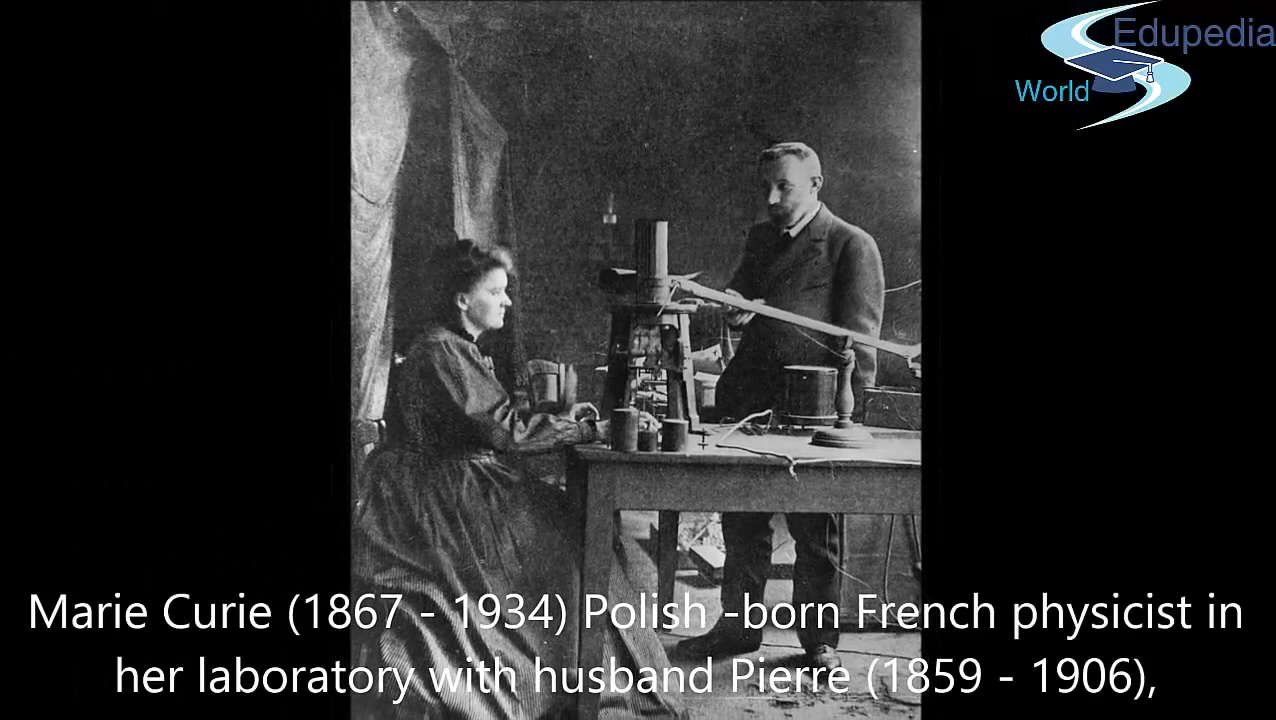 Edupedia
World
Marie Curie (1867 - 1934) Polish -born French physicist in
her laboratory with husband Pierre (1859 - 1906),